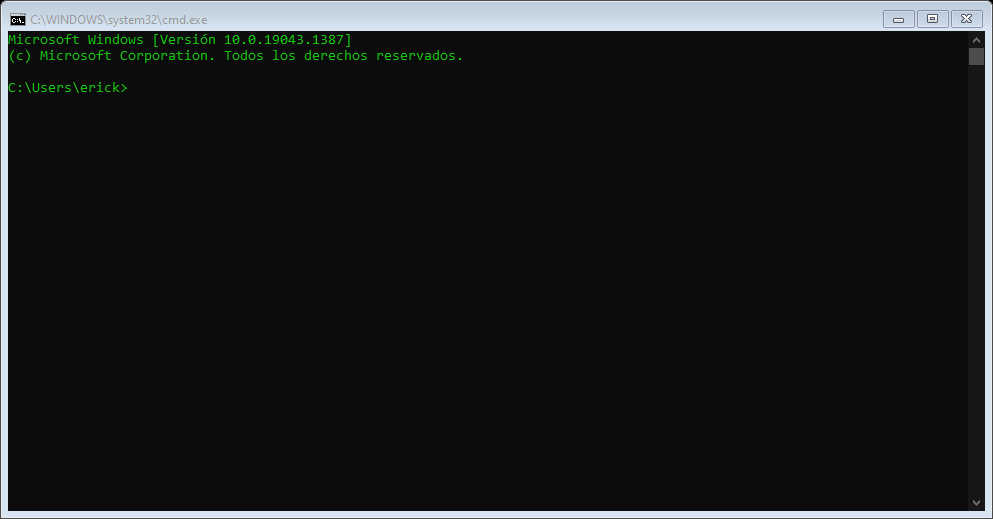 C:\WINDOWS\system32\cmd.exe
Microsoft Windows [Versión 10.0.19043.1387]
(c) Microsoft Corporation. Todos los derechos reservados.
C:\Users\erick>